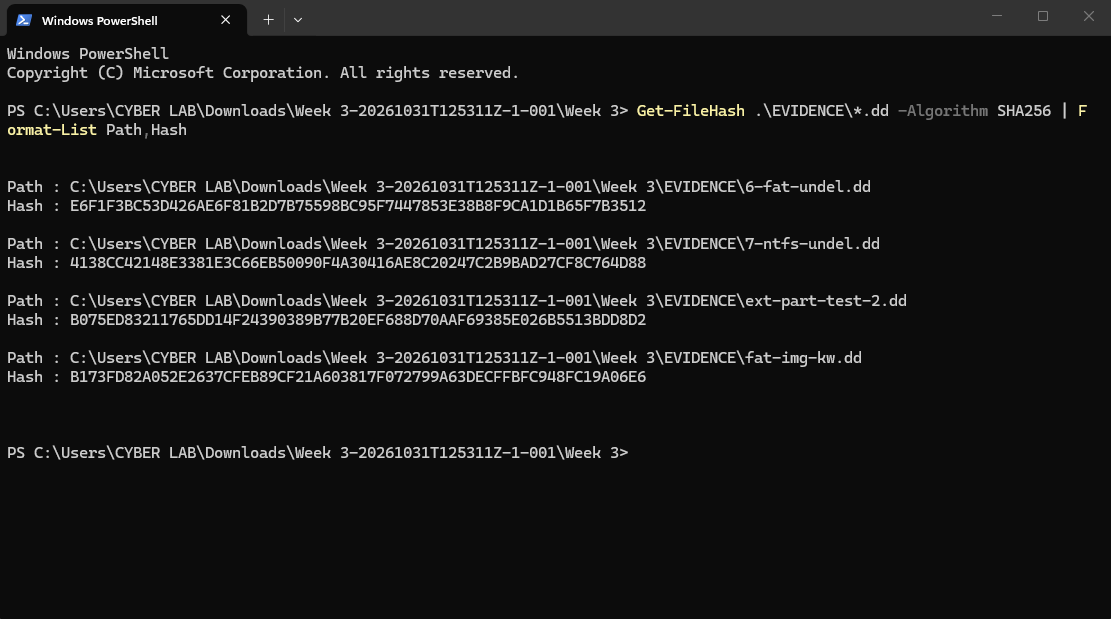 Windows PowerShell
Windows PowerShell
Copyright (C) Microsoft Corporation. All rights reserved.
PS C:\Users\CYBER LAB\Downloads\Week 3-20261031T125311Z-1-001\Week 3> Get-FileHash .\EVIDENCE\*.dd -Algorithm SHA256 | F
ormat-List Path,Hash
Path : C:\Users\CYBER LAB\Downloads\Week 3-20261031T125311Z-1-001\Week 3\EVIDENCE\6-fat-undel.dd
Hash : E6F1F3BC53D426AE6F81B2D7B75598BC95F7447853E38B8F9CA1D1B65F7B3512
Path : C:\Users\CYBER LAB\Downloads\Week 3-20261031T125311Z-1-001\Week 3\EVIDENCE\7-ntfs-undel.dd
Hash : 4138CC42148E3381E3C66EB50090F4A30416AE8C20247C2B9BAD27CF8C764D88
Path : C:\Users\CYBER LAB\Downloads\Week 3-20261031T125311Z-1-001\Week 3\EVIDENCE\ext-part-test-2.dd
Hash : B075ED83211765DD14F24390389B77B20EF688D70AAF69385E026B5513BDD8D2
Path : C:\Users\CYBER LAB\Downloads\Week 3-20261031T125311Z-1-001\Week 3\EVIDENCE\fat-img-kw.dd
Hash : B173FD82A052E2637CFEB89CF21A603817F072799A63DECFFBFC948FC19A06E6
PS C:\Users\CYBER LAB\Downloads\Week 3-20261031T125311Z-1-001\Week 3>